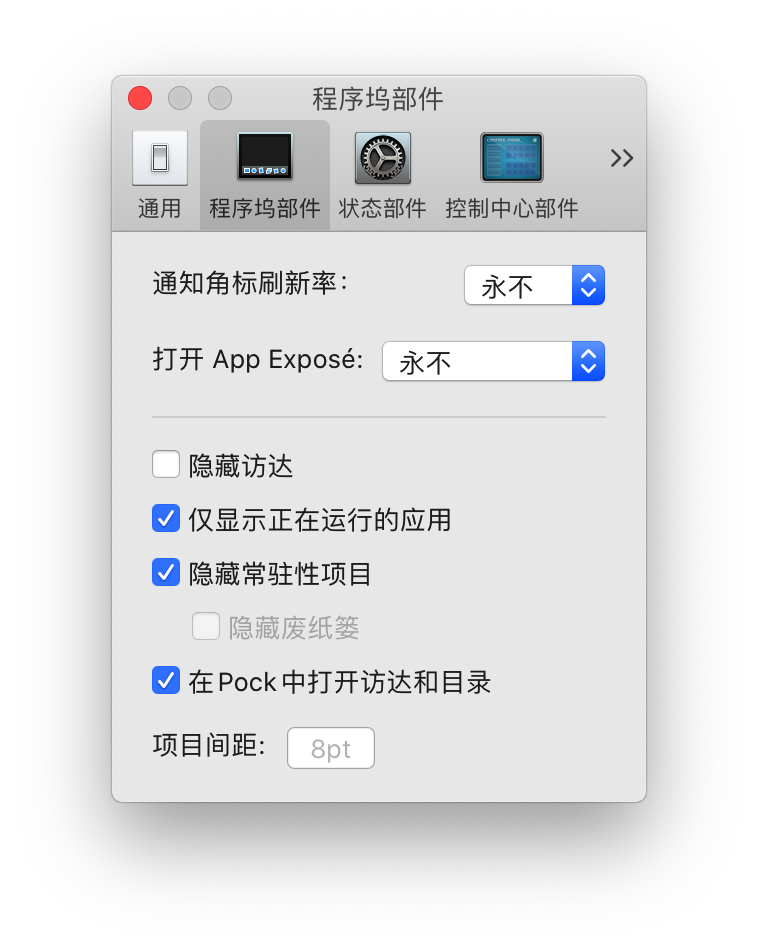 程序坞部件
通用 程序坞部件 状态部件 控制中心部件
通知角标刷新率： 永不
打开 App Exposé: 永不
隐藏访达
仅显示正在运行的应用
隐藏常驻性项目
隐藏废纸篓
在Pock中打开访达和目录
项目间距: 8pt